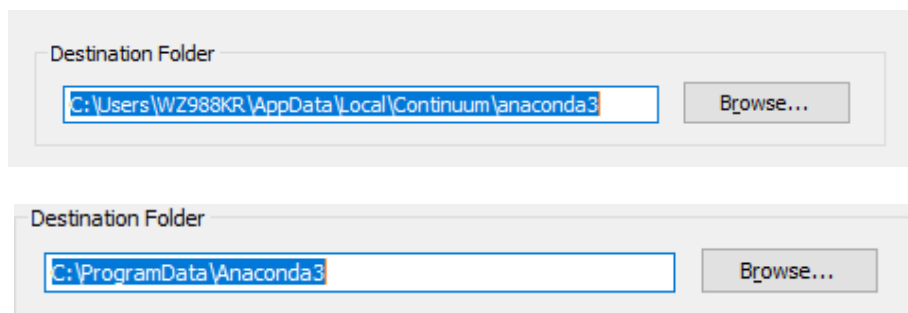 Destination Folder
C:\Users\WZ988KR\AppData\Local\Continuum\anaconda3 Browse...
Destination Folder
C:\ProgramData\Anaconda3 Browse...